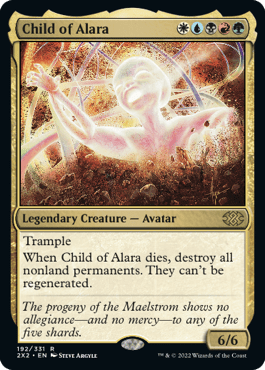 Child of Alara
Legendary Creature — Avatar
Trample
When Child of Alara dies, destroy all
nonland permanents. They can't be
regenerated.
The progeny of the Maelstrom shows no
allegiance—and no mercy—to any of the
five shards.
6/6
192/331 R
2X2 • EN STEVE ARGYLE
™ & © 2022 Wizards of the Coast